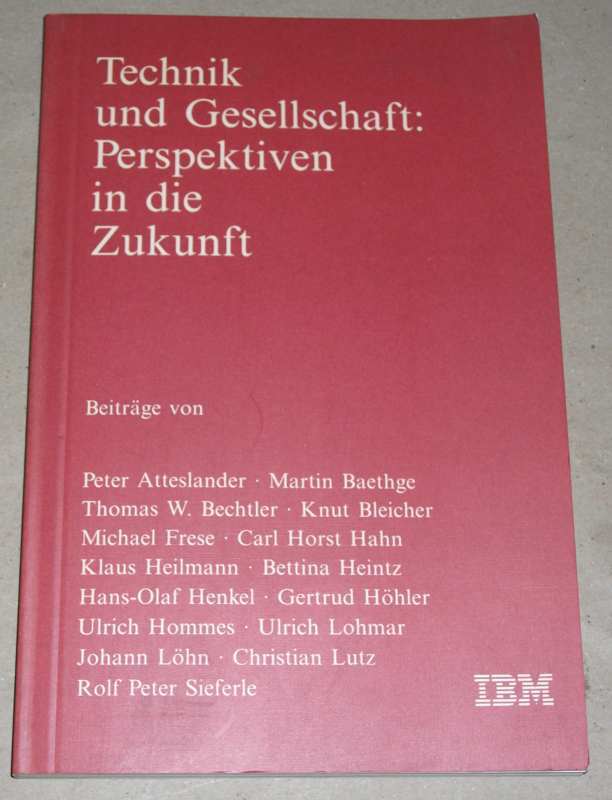 Technik
und Gesellschaft:
Perspektiven
in die
Zukunft
Beiträge von
Peter Atteslander · Martin Baethge
Thomas W. Bechtler · Knut Bleicher
Michael Frese · Carl Horst Hahn
Klaus Heilmann · Bettina Heintz
Hans-Olaf Henkel · Gertrud Höhler
Ulrich Hommes · Ulrich Lohmar
Johann Löhn · Christian Lutz
Rolf Peter Sieferle
IBM